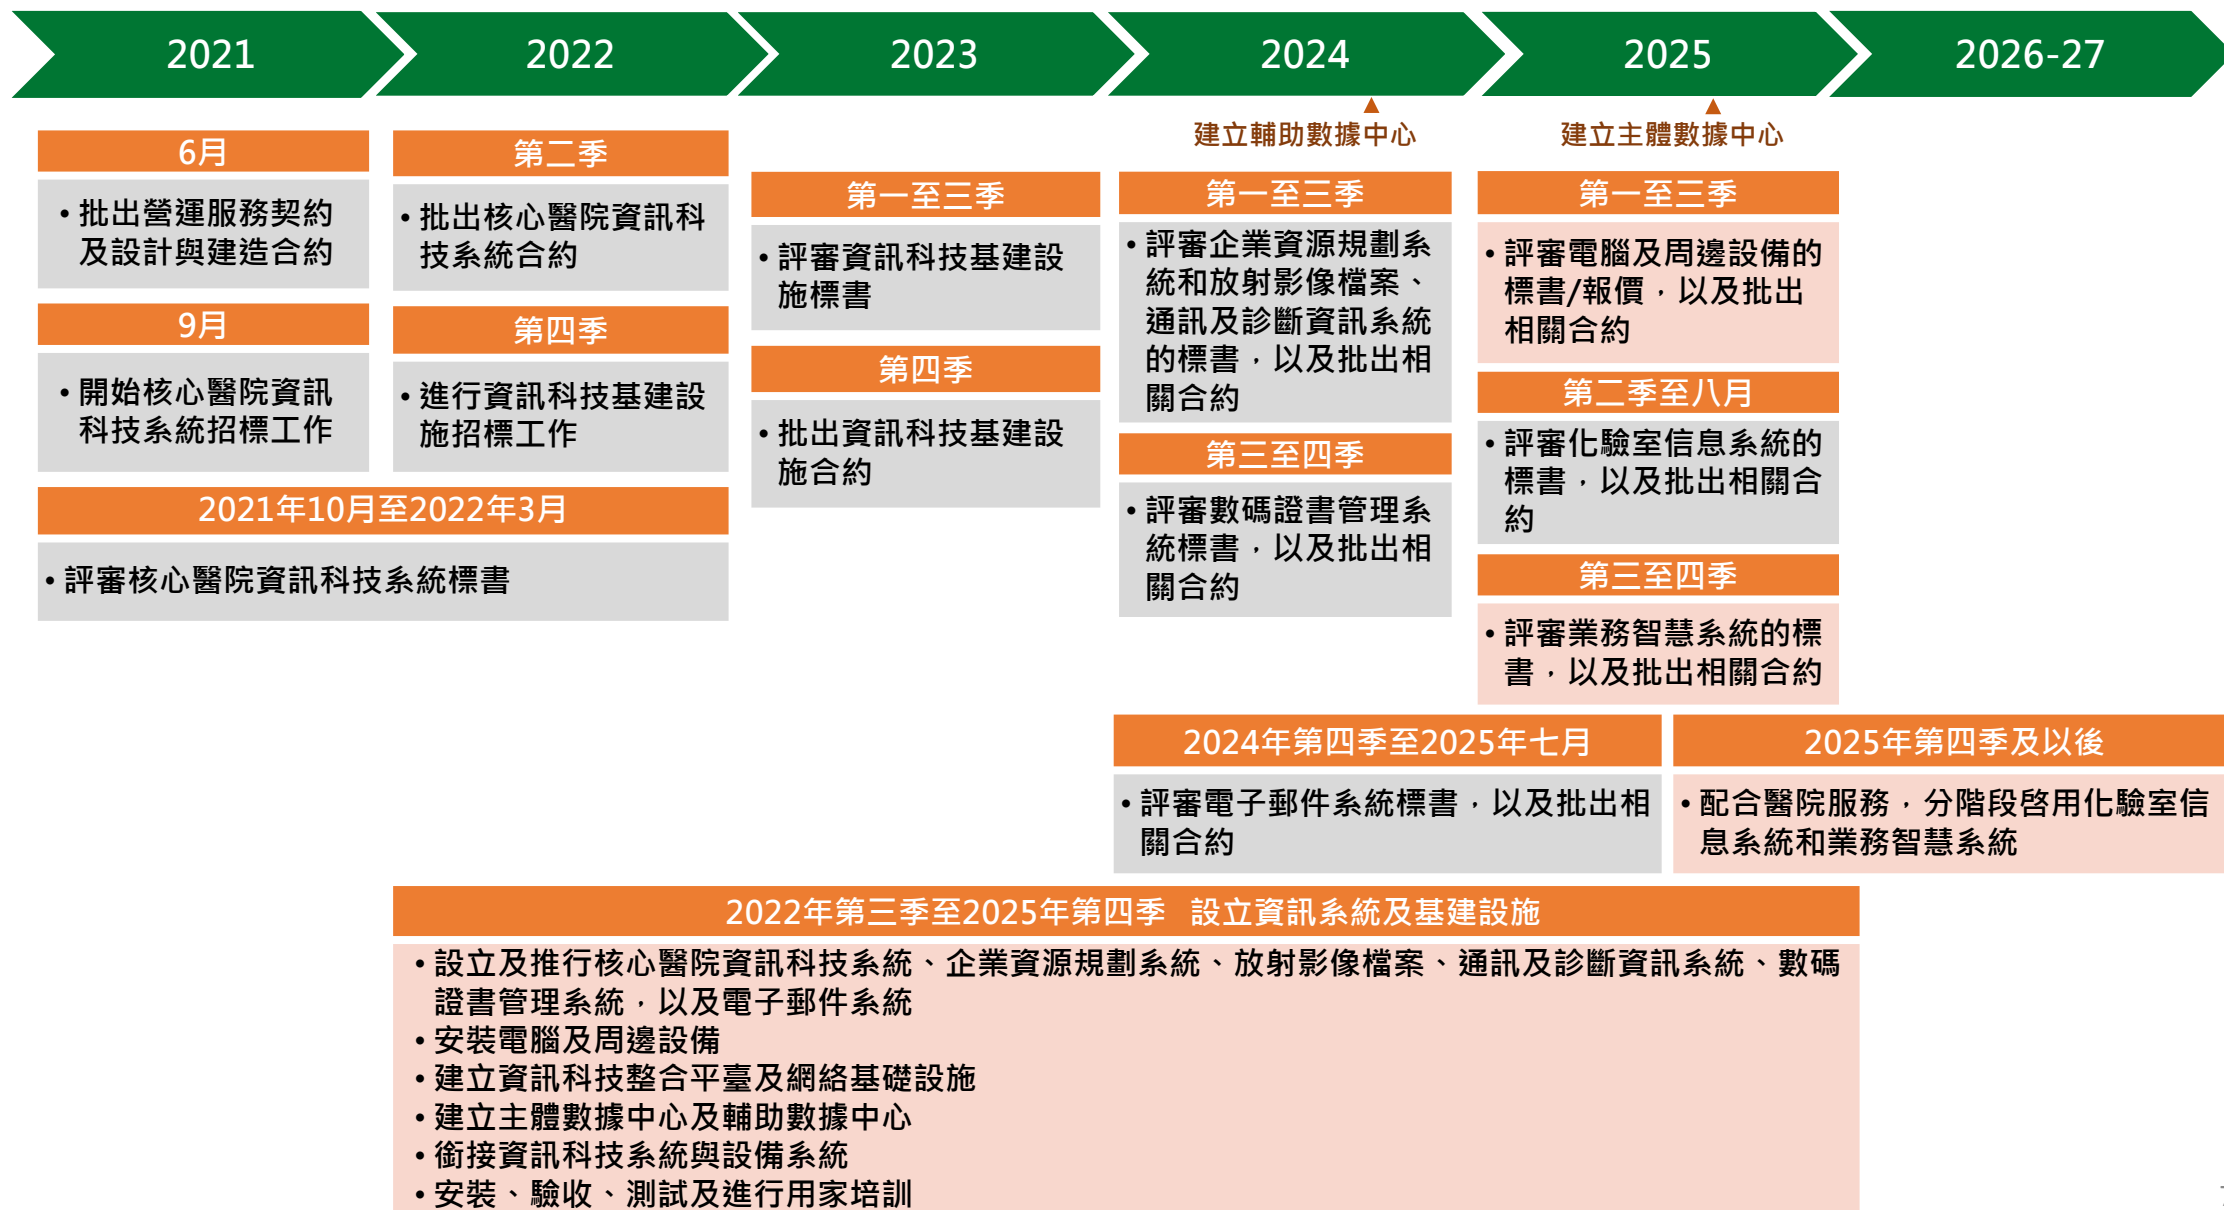 2021
2022
2023
2024
2025
2026-27
建立輔助數據中心
建立主體數據中心
6月
• 批出營運服務契約
及設計與建造合約
9月
• 開始核心醫院資訊
科技系統招標工作
第二季
• 批出核心醫院資訊科
技系統合約
第四季
• 進行資訊科技基建設
施招標工作
2021年10月至2022年3月
• 評審核心醫院資訊科技系統標書
第一至三季
• 評審資訊科技基建設
施標書
第四季
• 批出資訊科技基建設
施合約
第一至三季
• 評審企業資源規劃系
統和放射影像檔案、
通訊及診斷資訊系統
的標書，以及批出相
關合約
第三至四季
• 評審數碼證書管理系
統標書，以及批出相
關合約
第一至三季
• 評審電腦及周邊設備的
標書/報價，以及批出
相關合約
第二季至八月
• 評審化驗室信息系統的
標書，以及批出相關合
約
第三至四季
• 評審業務智慧系統的標
書，以及批出相關合約
2024年第四季至2025年七月
• 評審電子郵件系統標書，以及批出相
關合約
2025年第四季及以後
• 配合醫院服務，分階段啓用化驗室信
息系統和業務智慧系統
2022年第三季至2025年第四季 設立資訊系統及基建設施
• 設立及推行核心醫院資訊科技系統、企業資源規劃系統、放射影像檔案、通訊及診斷資訊系統、數碼
證書管理系統，以及電子郵件系統
• 安裝電腦及周邊設備
• 建立資訊科技整合平臺及網絡基礎設施
• 建立主體數據中心及輔助數據中心
• 銜接資訊科技系統與設備系統
• 安裝、驗收、測試及進行用家培訓